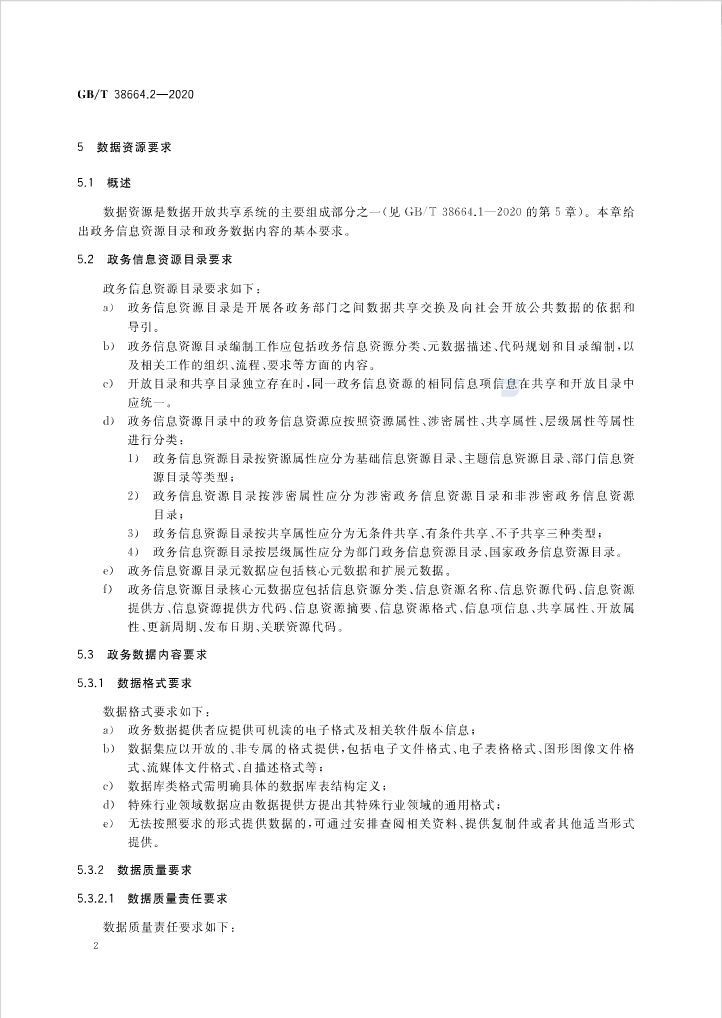 GB/T 38664.2—2020
5 数据资源要求
5.1 概述
数据资源是数据开放共享系统的主要组成部分之一(见 GB/T 38664.1—2020 的第 5 章)。本章给
出政务信息资源目录和政务数据内容的基本要求。
5.2 政务信息资源目录要求
政务信息资源目录要求如下:
a) 政务信息资源目录是开展各政务部门之间数据共享交换及向社会开放公共数据的依据和
导引。
b) 政务信息资源目录编制工作应包括政务信息资源分类、元数据描述、代码规划和目录编制,以
及相关工作的组织、流程、要求等方面的内容。
c) 开放目录和共享目录独立存在时,同一政务信息资源的相同信息项信息在共享和开放目录中
应统一。
d) 政务信息资源目录中的政务信息资源应按照资源属性、涉密属性、共享属性、层级属性等属性
进行分类:
1) 政务信息资源目录按资源属性应分为基础信息资源目录、主题信息资源目录、部门信息资
源目录等类型;
2) 政务信息资源目录按涉密属性应分为涉密政务信息资源目录和非涉密政务信息资源
目录;
3) 政务信息资源目录按共享属性应分为无条件共享、有条件共享、不予共享三种类型;
4) 政务信息资源目录按层级属性应分为部门政务信息资源目录、国家政务信息资源目录。
e) 政务信息资源目录元数据应包括核心元数据和扩展元数据。
f) 政务信息资源目录核心元数据应包括信息资源分类、信息资源名称、信息资源代码、信息资源
提供方、信息资源提供方代码、信息资源摘要、信息资源格式、信息项信息、共享属性、开放属
性、更新周期、发布日期、关联资源代码。
5.3 政务数据内容要求
5.3.1 数据格式要求
数据格式要求如下:
a) 政务数据提供者应提供可机读的电子格式及相关软件版本信息;
b) 数据集应以开放的、非专属的格式提供,包括电子文件格式、电子表格格式、图形图像文件格
式、流媒体文件格式、自描述格式等;
c) 数据库类格式需明确具体的数据库表结构定义;
d) 特殊行业领域数据应由数据提供方提出其特殊行业领域的通用格式;
e) 无法按照要求的形式提供数据的,可通过安排查阅相关资料、提供复制件或者其他适当形式
提供。
5.3.2 数据质量要求
5.3.2.1 数据质量责任要求
数据质量责任要求如下:
2